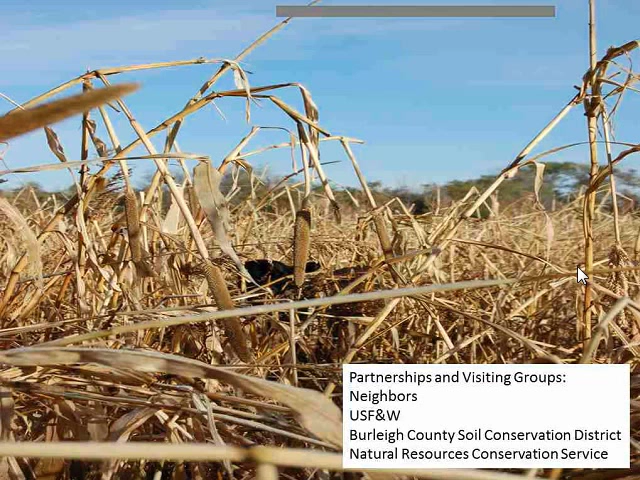 Partnerships and Visiting Groups:
Neighbors
USF&W
Burleigh County Soil Conservation District
Natural Resources Conservation Service